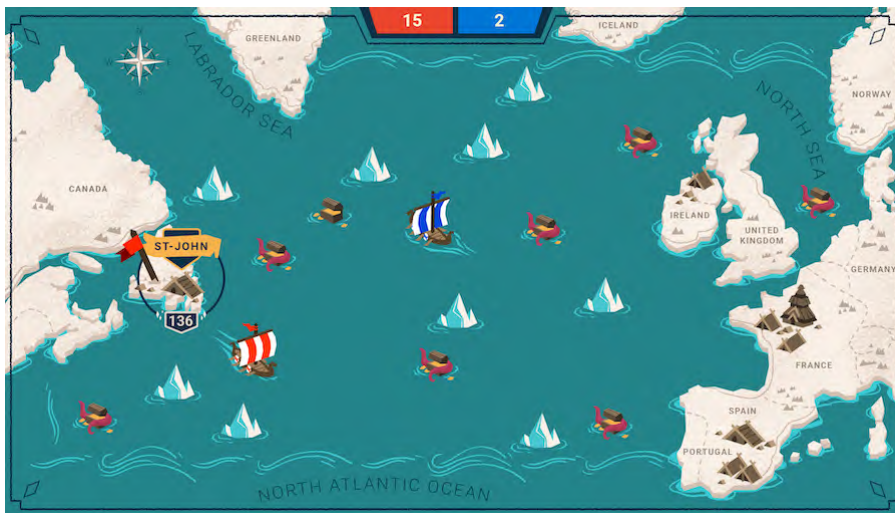 15
2
ICELAND
GREENLAND
N
W
E
LABRADOR SEA
NORWAY
NORTH SEA
CANADA
IRELAND
UNITED
KINGDOM
ST-JOHN
GERMANY
136
FRANCE
SPAIN
PORTUGAL
NORTH ATLANTIC OCEAN